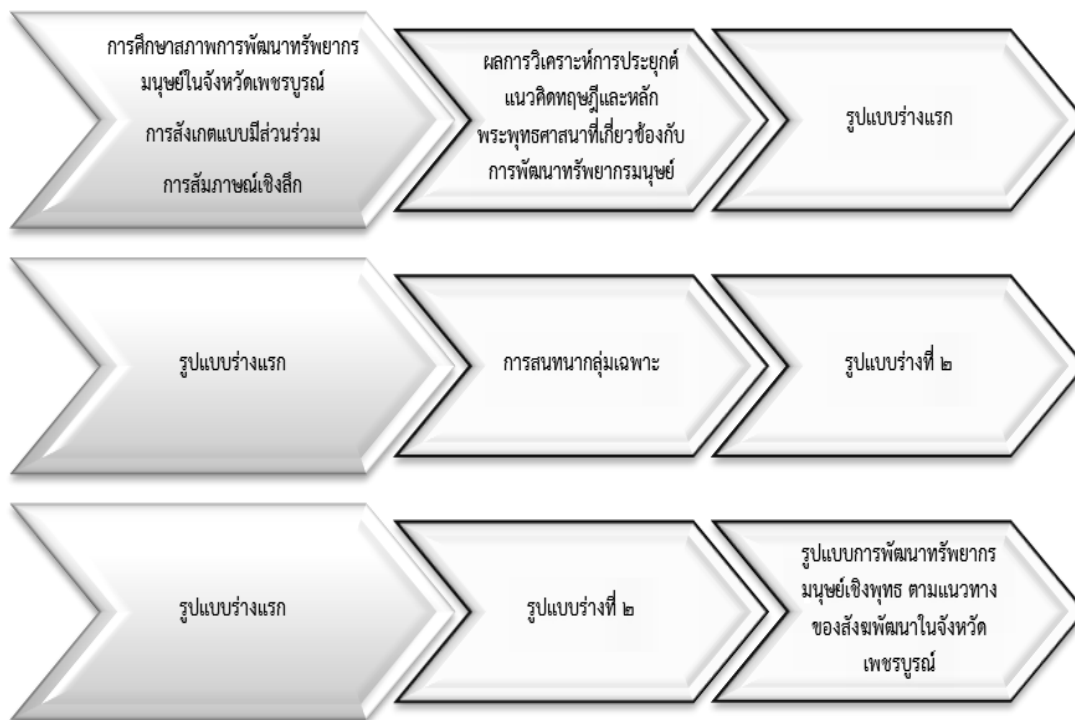 การศึกษาสภาพการพัฒนาทรัพยากร
มนุษย์ในจังหวัดเพชรบูรณ์
การสังเกตแบบมีส่วนร่วม
การสัมภาษณ์เชิงลึก
ผลการวิเคราะห์การประยุกต์
แนวคิดทฤษฎีและหลัก
พระพุทธศาสนาที่เกี่ยวข้องกับ
การพัฒนาทรัพยากรมนุษย์
รูปแบบร่างแรก
รูปแบบร่างแรก
การสนทนากลุ่มเฉพาะ
รูปแบบร่างที่ ๒
รูปแบบร่างแรก
รูปแบบร่างที่ ๒
รูปแบบการพัฒนาทรัพยากร
มนุษย์เชิงพุทธ ตามแนวทาง
ของสังฆพัฒนาในจังหวัด
เพชรบูรณ์